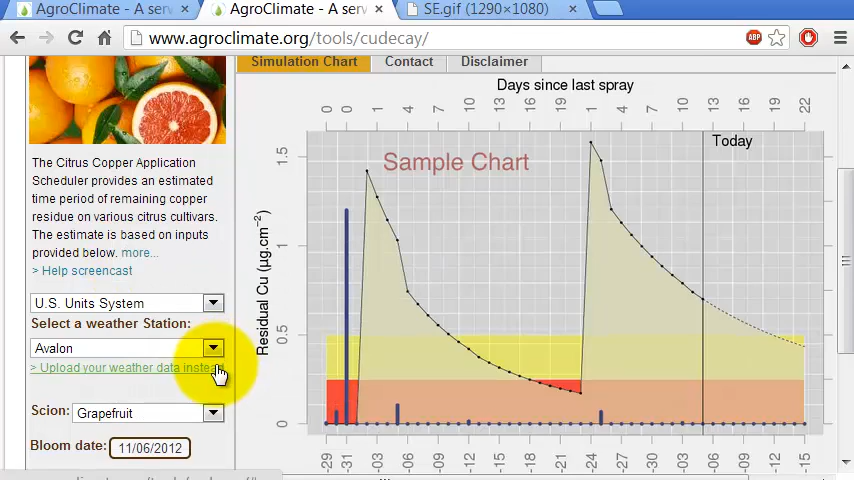 AgroClimate - A serv
AgroClimate - A serv
SE.gif (1290×1080)
www.agroclimate.org/tools/cudecay/
ABP
Simulation Chart
Contact
Disclaimer
Days since last spray
0 0 1 4 7 10 13 16 19 1 4 7 10 13 16 19 22
Sample Chart
Today
Residual Cu (µg.cm⁻²)
1.5
1
0.5
0
-29 -31 -03 -06 -09 -12 -15 -18 -21 -24 -27 -30 -03 -06 -09 -12 -15
The Citrus Copper Application
Scheduler provides an estimated
time period of remaining copper
residue on various citrus cultivars.
The estimate is based on inputs
provided below. more...
> Help screencast
U.S. Units System
Select a weather Station:
Avalon
> Upload your weather data instead
Scion: Grapefruit
Bloom date: 11/06/2012